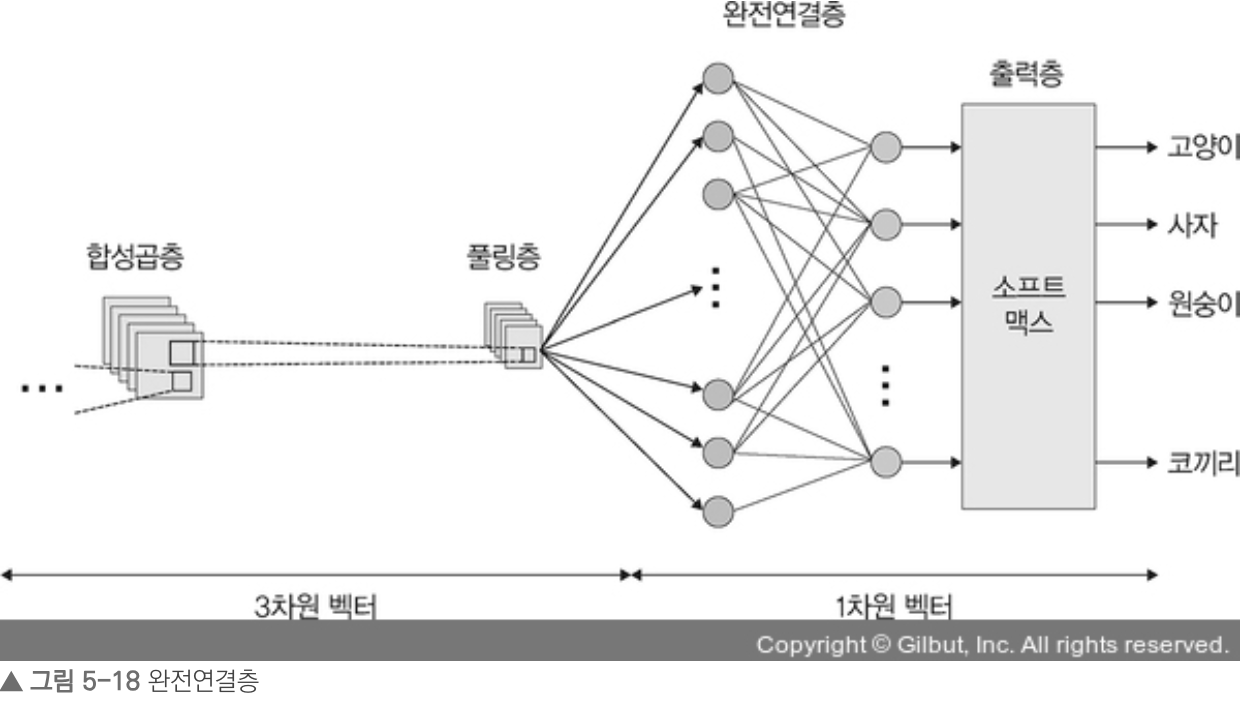 완전연결층
출력층
합성곱층
풀링층
고양이
사자
원숭이
코끼리
소프트
맥스
3차원 벡터
1차원 벡터
Copyright © Gilbut, Inc. All rights reserved.
▲ 그림 5-18 완전연결층